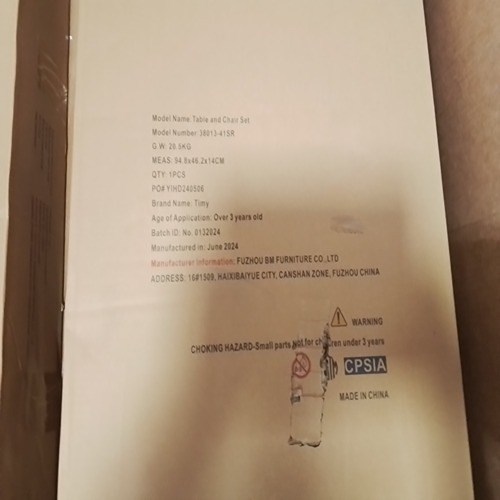 Model Name: Table and Chair Set
Model Number: 38013-41SR
G.W: 20.5KG
MEAS: 94.8x46.2x14CM
QTY: 1PCS
PO# YIHD240506
Brand Name: Timy
Age of Application: Over 3 years old
Batch ID: No. 0132024
Manufactured in: June 2024
Manufacturer Information: FUZHOU BM FURNITURE CO.,LTD
ADDRESS: 16#1509, HAIXIBAIYUE CITY, CANSHAN ZONE, FUZHOU CHINA
WARNING
CHOKING HAZARD-Small parts not for children under 3 years
CPSIA
MADE IN CHINA